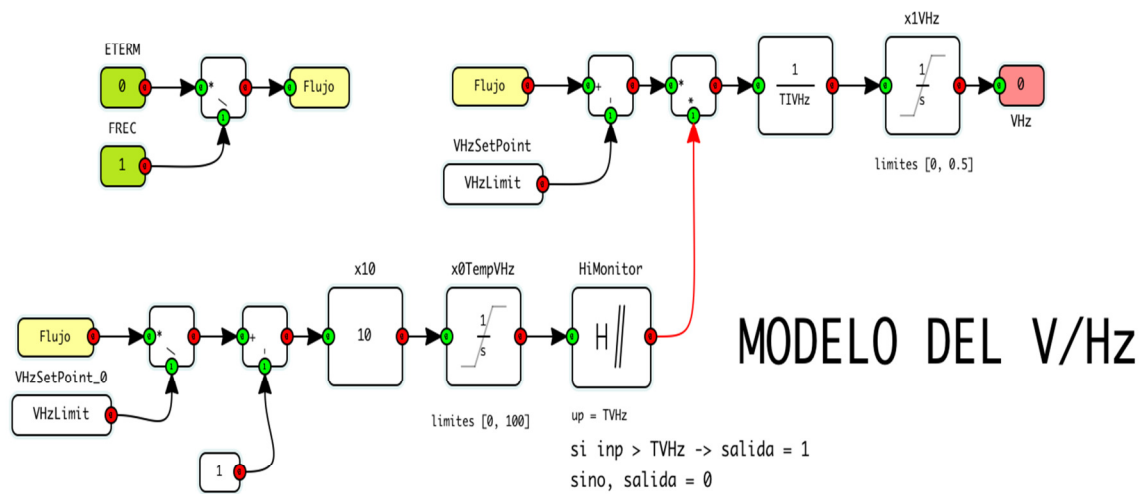 ETERM
0
*
/
Flujo
FREC
1
Flujo
+
-
*
*
VHzSetPoint
VHzLimit
1
TIVHz
x1VHz
1
s
limites [0, 0.5]
0
VHz
Flujo
*
/
VHzSetPoint_0
VHzLimit
+
-
1
x10
10
x0TempVHz
1
s
limites [0, 100]
HiMonitor
H
up = TVHz
si inp > TVHz -> salida = 1
sino, salida = 0
MODELO DEL V/Hz